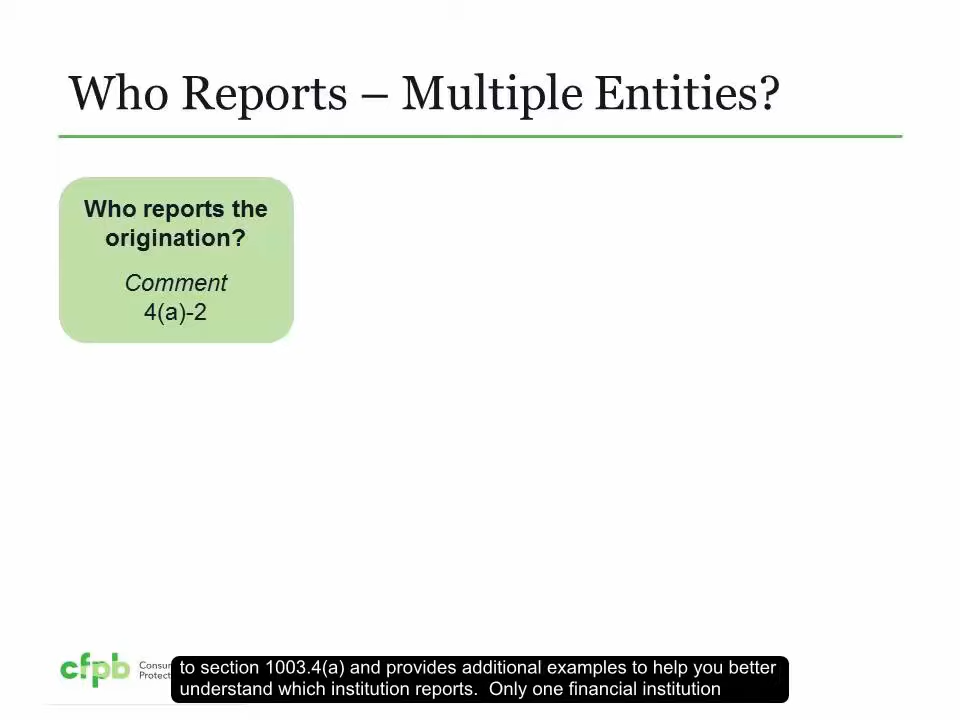 Who Reports – Multiple Entities?
Who reports the
origination?
Comment
4(a)-2
cfpb
to section 1003.4(a) and provides additional examples to help you better
understand which institution reports.  Only one financial institution